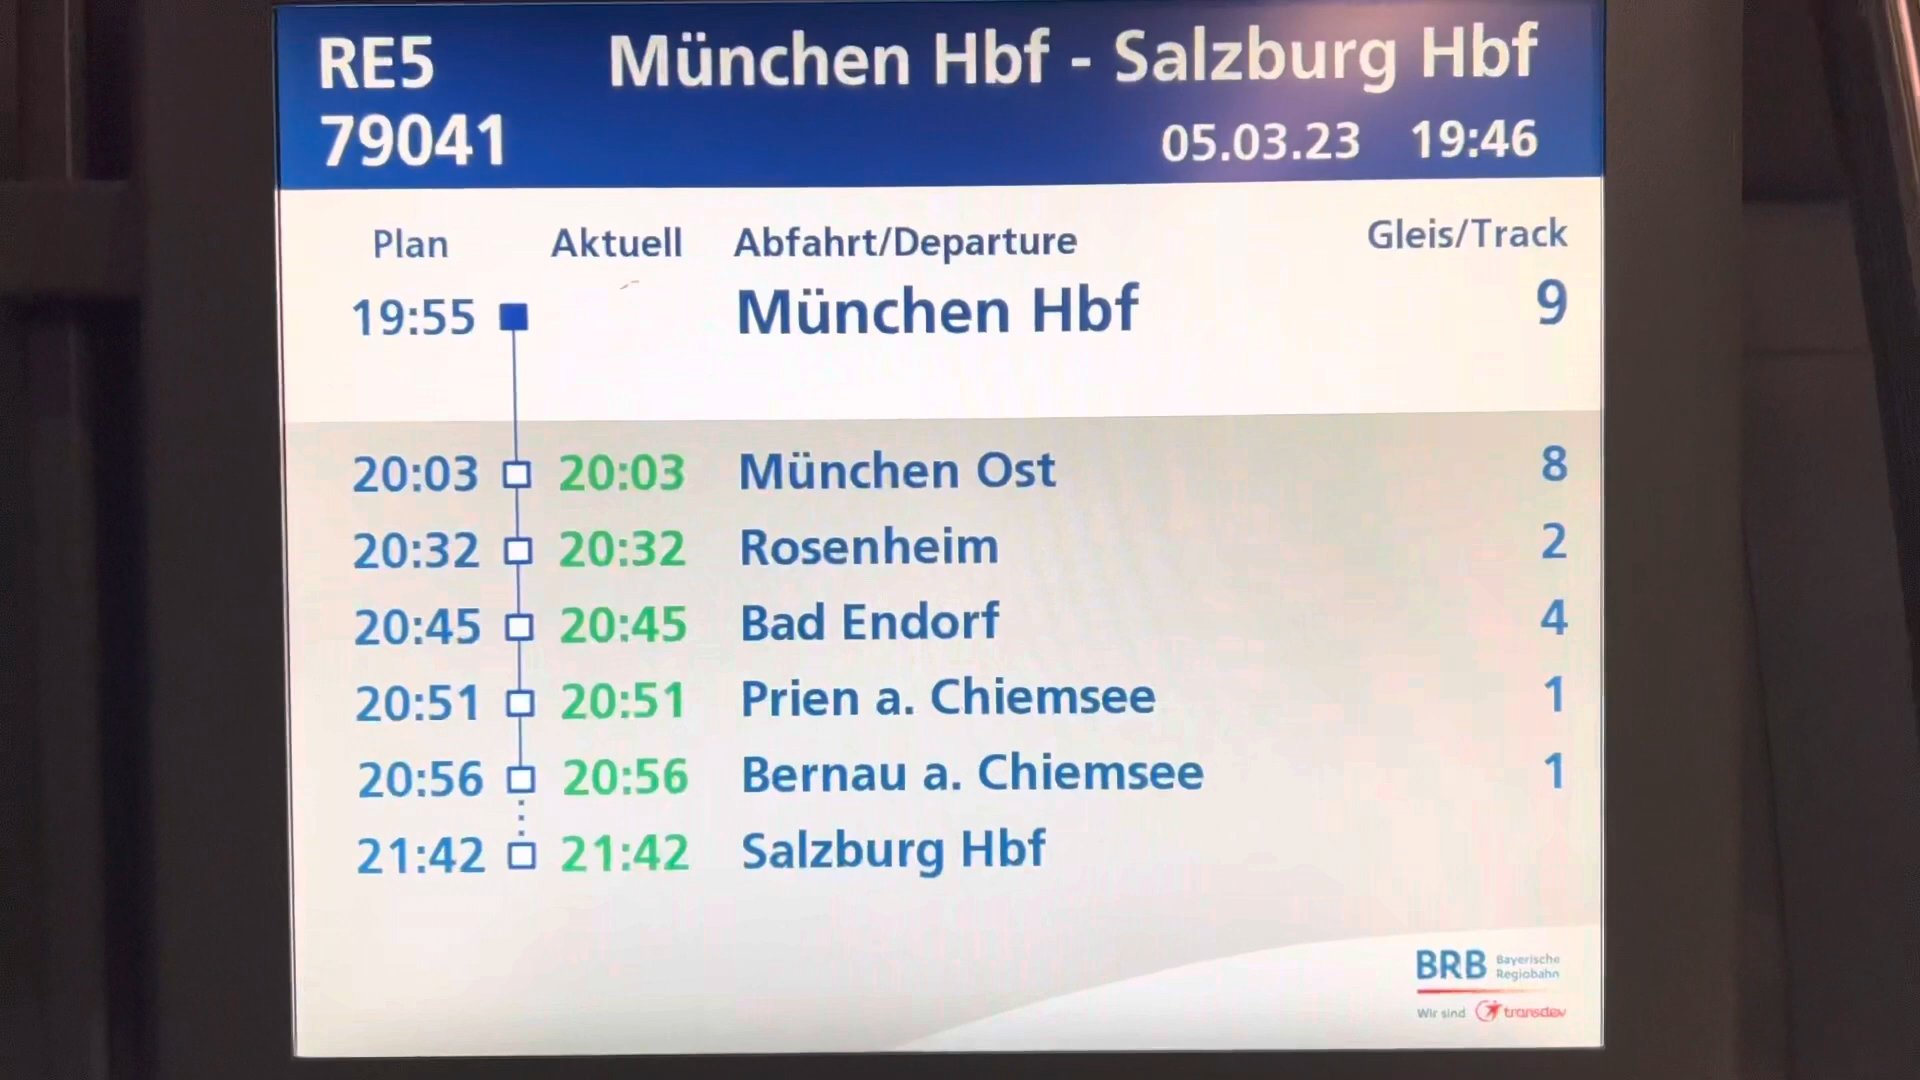 RE5 München Hbf - Salzburg Hbf
79041 05.03.23 19:46
Plan Aktuell Abfahrt/Departure Gleis/Track
19:55 München Hbf 9
20:03 20:03 München Ost 8
20:32 20:32 Rosenheim 2
20:45 20:45 Bad Endorf 4
20:51 20:51 Prien a. Chiemsee 1
20:56 20:56 Bernau a. Chiemsee 1
21:42 21:42 Salzburg Hbf
BRB Bayerische
Regiobahn
Wir sind transdev